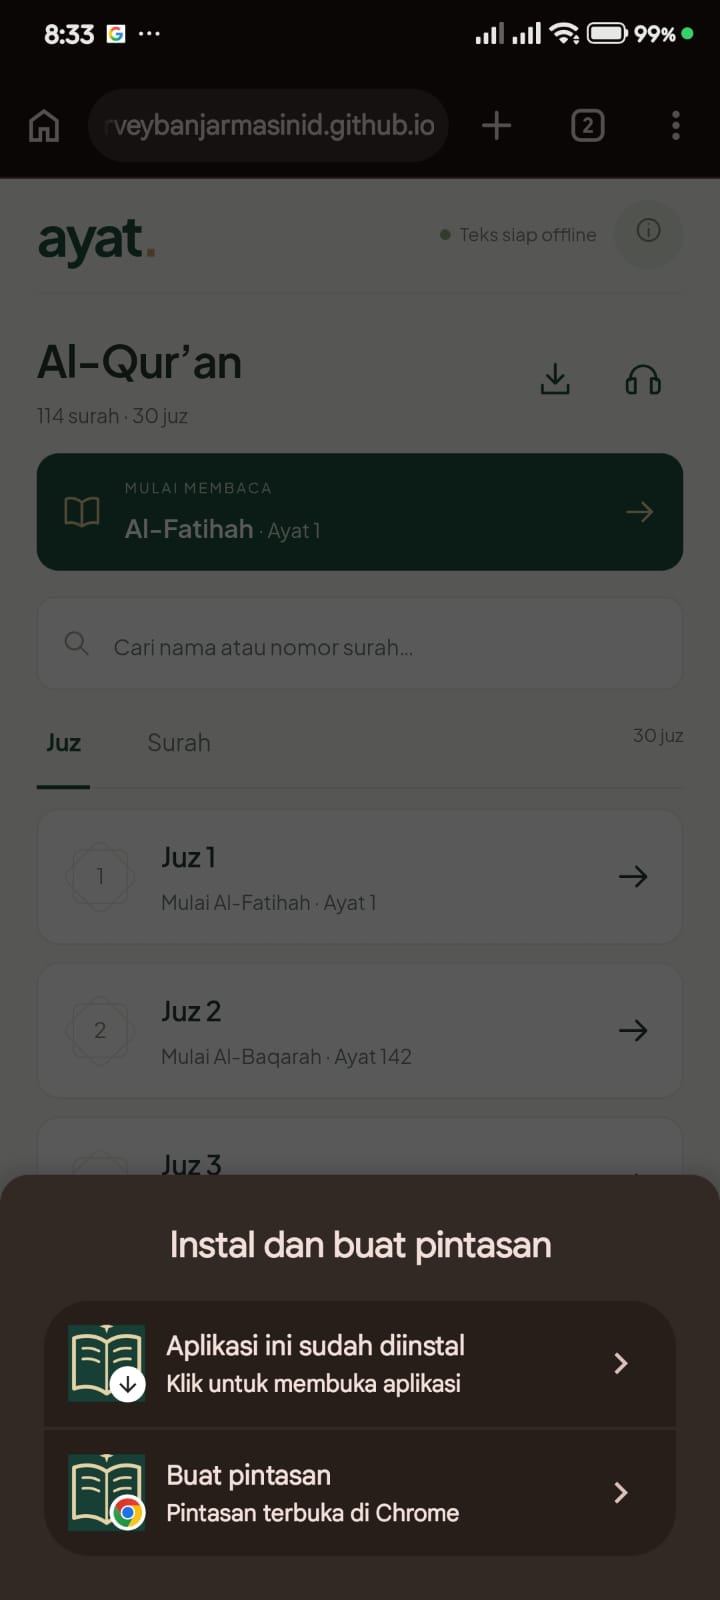 8:33
99%
veybanjarmasinid.github.io
2
ayat.
Teks siap offline
Al-Qur'an
114 surah · 30 juz
MULAI MEMBACA
Al-Fatihah · Ayat 1
Cari nama atau nomor surah...
Juz
Surah
30 juz
1
Juz 1
Mulai Al-Fatihah · Ayat 1
2
Juz 2
Mulai Al-Baqarah · Ayat 142
Juz 3
Instal dan buat pintasan
Aplikasi ini sudah diinstal
Klik untuk membuka aplikasi
Buat pintasan
Pintasan terbuka di Chrome